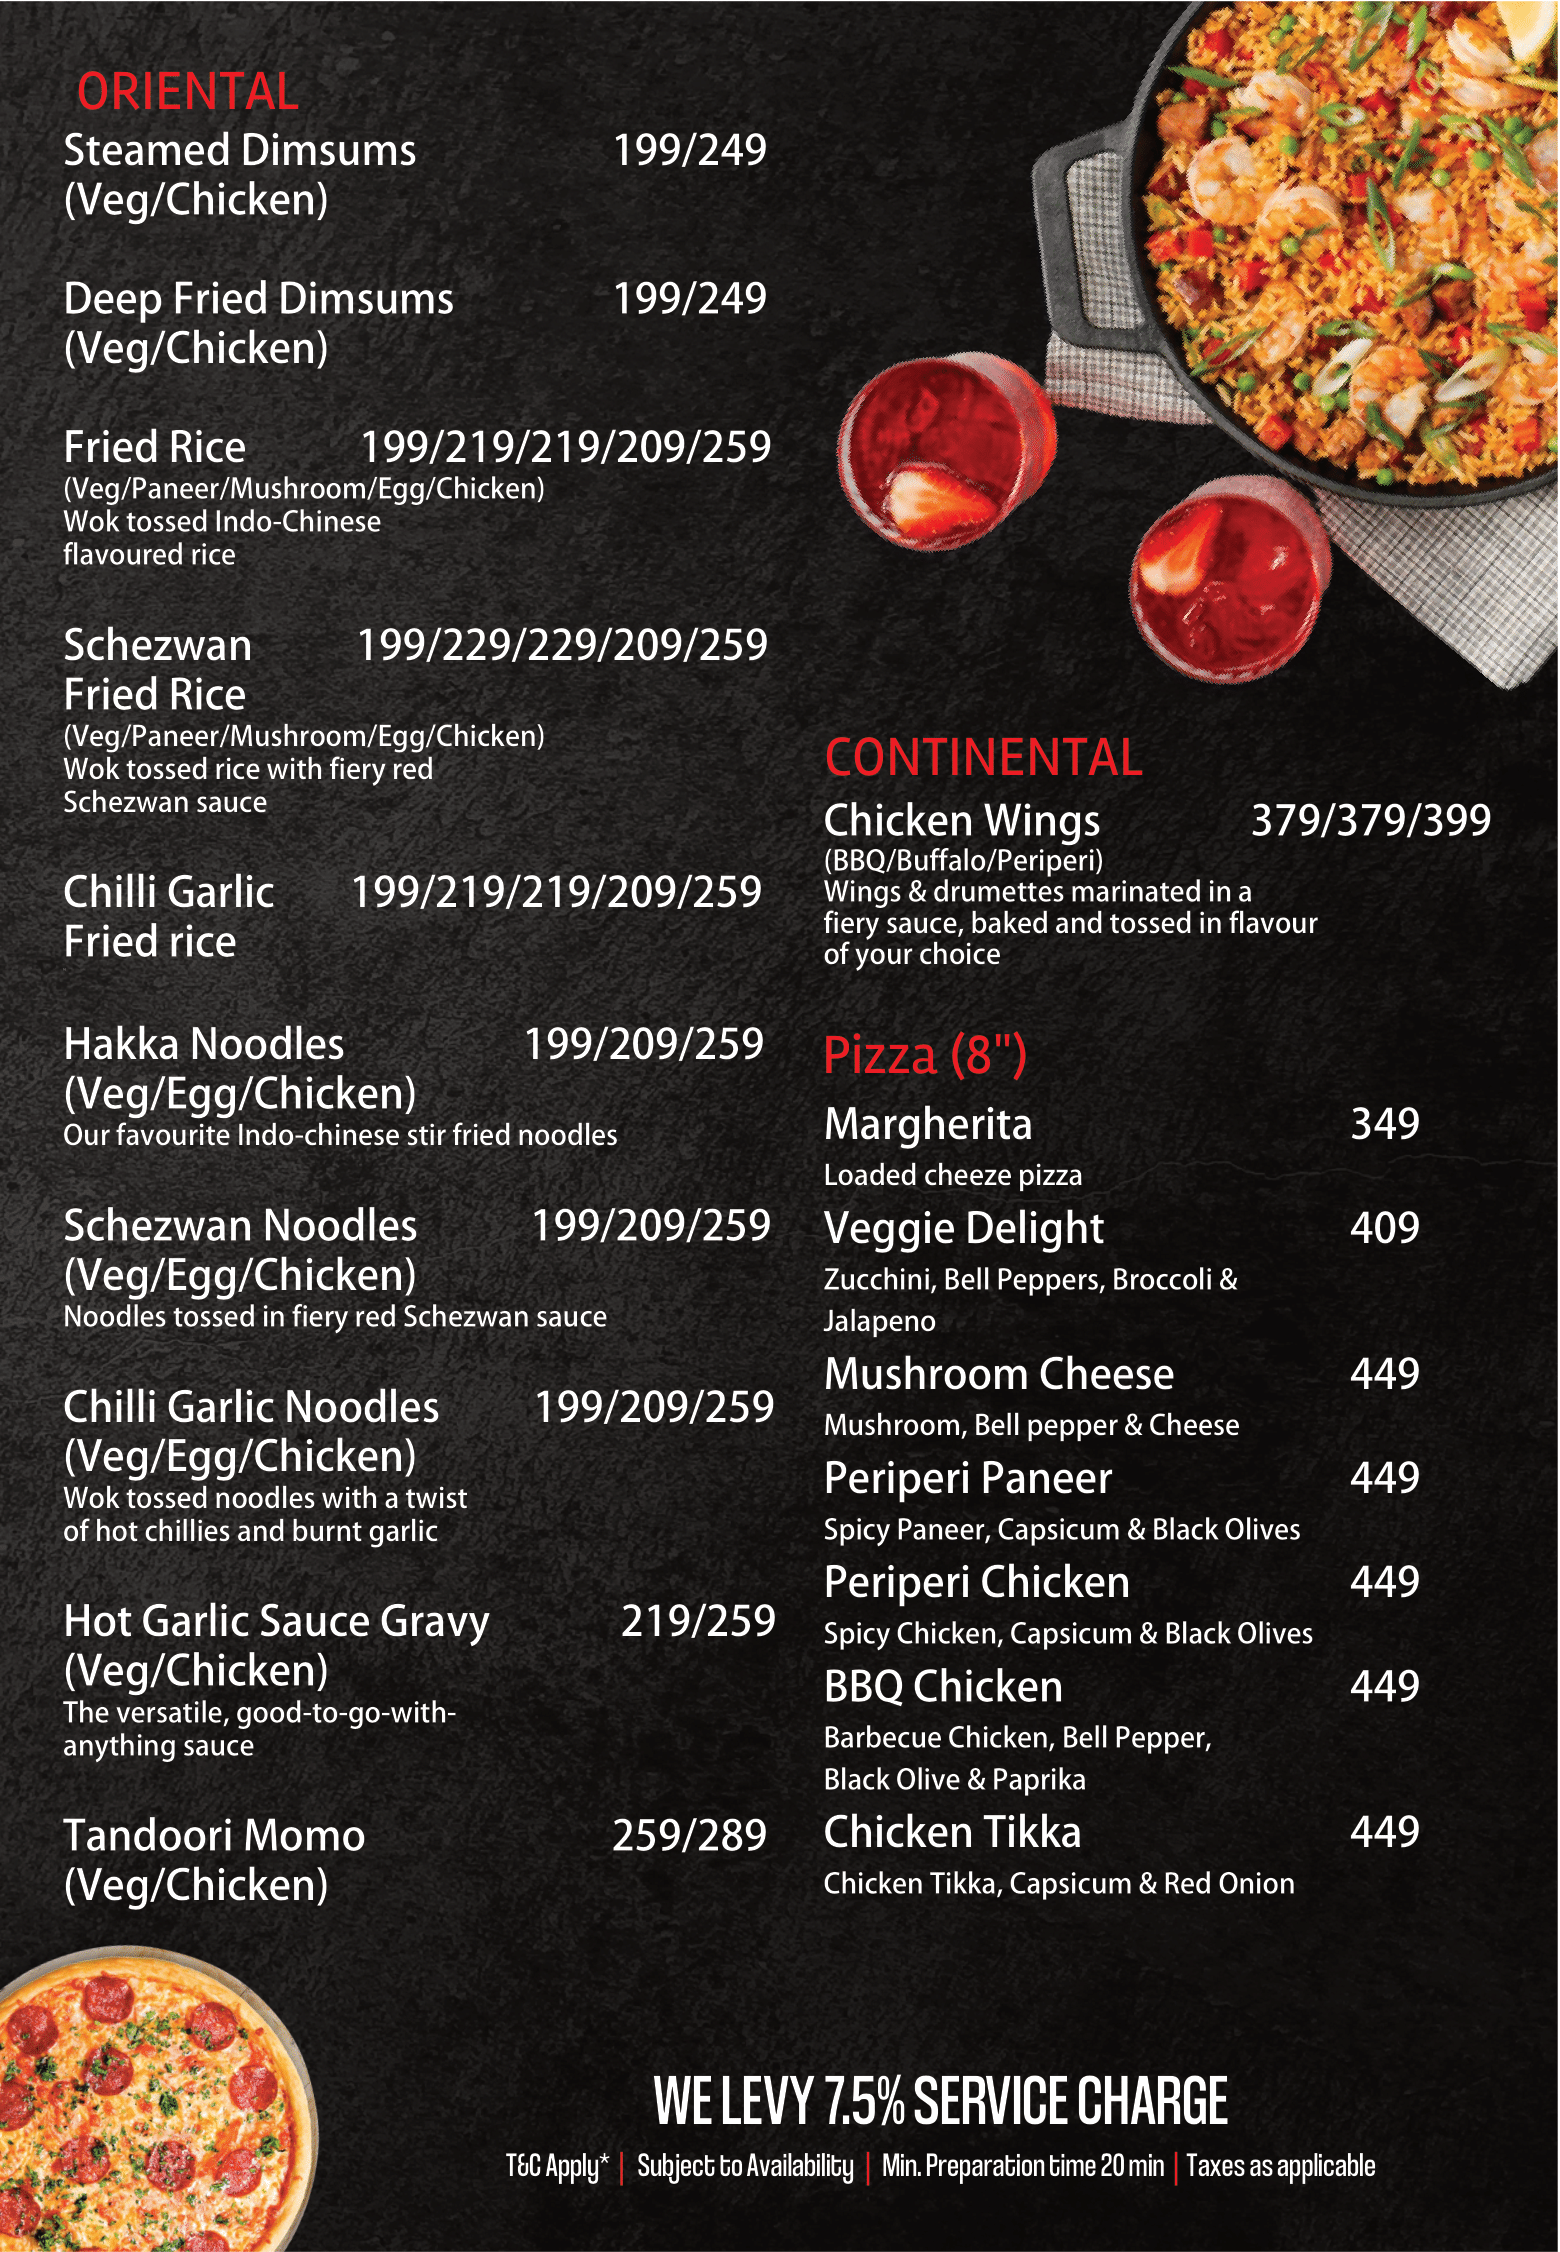 ORIENTAL
Steamed Dimsums 199/249
(Veg/Chicken)
Deep Fried Dimsums 199/249
(Veg/Chicken)
Fried Rice 199/219/219/209/259
(Veg/Paneer/Mushroom/Egg/Chicken)
Wok tossed Indo-Chinese
flavoured rice
Schezwan 199/229/229/209/259
Fried Rice
(Veg/Paneer/Mushroom/Egg/Chicken)
Wok tossed rice with fiery red
Schezwan sauce
Chilli Garlic 199/219/219/209/259
Fried rice
Hakka Noodles 199/209/259
(Veg/Egg/Chicken)
Our favourite Indo-chinese stir fried noodles
Schezwan Noodles 199/209/259
(Veg/Egg/Chicken)
Noodles tossed in fiery red Schezwan sauce
Chilli Garlic Noodles 199/209/259
(Veg/Egg/Chicken)
Wok tossed noodles with a twist
of hot chillies and burnt garlic
Hot Garlic Sauce Gravy 219/259
(Veg/Chicken)
The versatile, good-to-go-with-
anything sauce
Tandoori Momo 259/289
(Veg/Chicken)
CONTINENTAL
Chicken Wings 379/379/399
(BBQ/Buffalo/Periperi)
Wings & drumettes marinated in a
fiery sauce, baked and tossed in flavour
of your choice
Pizza (8")
Margherita 349
Loaded cheeze pizza
Veggie Delight 409
Zucchini, Bell Peppers, Broccoli &
Jalapeno
Mushroom Cheese 449
Mushroom, Bell pepper & Cheese
Periperi Paneer 449
Spicy Paneer, Capsicum & Black Olives
Periperi Chicken 449
Spicy Chicken, Capsicum & Black Olives
BBQ Chicken 449
Barbecue Chicken, Bell Pepper,
Black Olive & Paprika
Chicken Tikka 449
Chicken Tikka, Capsicum & Red Onion
WE LEVY 7.5% SERVICE CHARGE
T&C Apply* | Subject to Availability | Min. Preparation time 20 min | Taxes as applicable